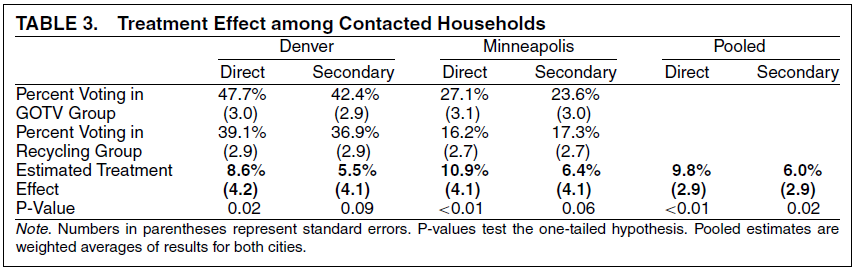 TABLE 3. Treatment Effect among Contacted Households
Denver Minneapolis Pooled
Direct Secondary Direct Secondary Direct Secondary
Percent Voting in 47.7% 42.4% 27.1% 23.6%
GOTV Group (3.0) (2.9) (3.1) (3.0)
Percent Voting in 39.1% 36.9% 16.2% 17.3%
Recycling Group (2.9) (2.9) (2.7) (2.7)
Estimated Treatment 8.6% 5.5% 10.9% 6.4% 9.8% 6.0%
Effect (4.2) (4.1) (4.1) (4.1) (2.9) (2.9)
P-Value 0.02 0.09 <0.01 0.06 <0.01 0.02
Note. Numbers in parentheses represent standard errors. P-values test the one-tailed hypothesis. Pooled estimates are
weighted averages of results for both cities.